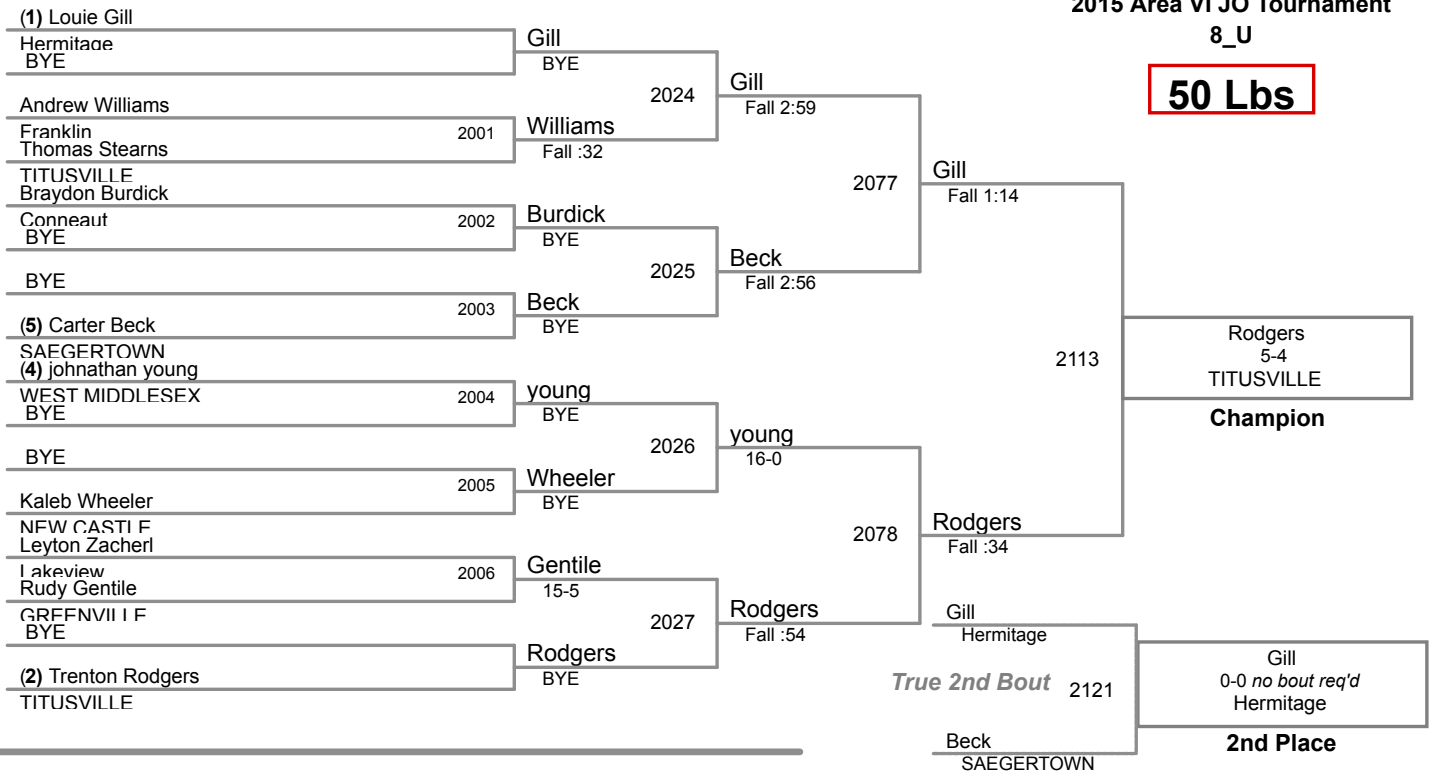 2015 Area VI JO Tournament
8_U
50 Lbs
(1) Louie Gill
Hermitage
BYE
Andrew Williams
Franklin
Thomas Stearns
TITUSVILLE
Braydon Burdick
Conneaut
BYE
BYE
(5) Carter Beck
SAEGERTOWN
(4) johnathan young
WEST MIDDLESEX
BYE
BYE
Kaleb Wheeler
NEW CASTLE
Leyton Zacherl
Lakeview
Rudy Gentile
GREENVILLE
BYE
(2) Trenton Rodgers
TITUSVILLE
2001
2002
2003
2004
2005
2006
Gill
BYE
Williams
Fall :32
Burdick
BYE
Beck
BYE
young
BYE
Wheeler
BYE
Gentile
15-5
Rodgers
BYE
2024
2025
2026
2027
Gill
Fall 2:59
Beck
Fall 2:56
young
16-0
Rodgers
Fall :54
2077
2078
Gill
Fall 1:14
Rodgers
Fall :34
2113
Rodgers
5-4
TITUSVILLE
Champion
Gill
Hermitage
True 2nd Bout 2121
Beck
SAEGERTOWN
Gill
0-0 no bout req'd
Hermitage
2nd Place